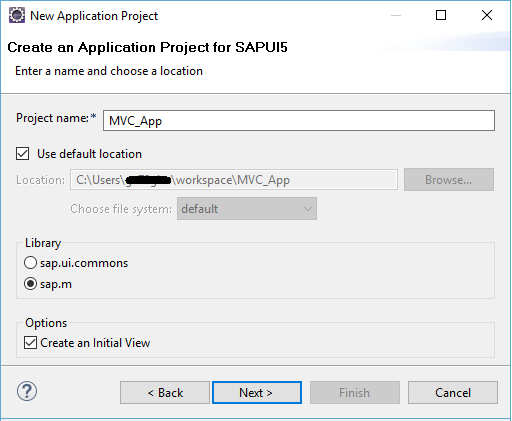 New Application Project
Create an Application Project for SAPUI5
Enter a name and choose a location
Project name:* MVC_App
Use default location
Location: C:\Users\ \workspace\MVC_App Browse...
Choose file system: default
Library
sap.ui.commons
sap.m
Options
Create an Initial View
? < Back Next > Finish Cancel